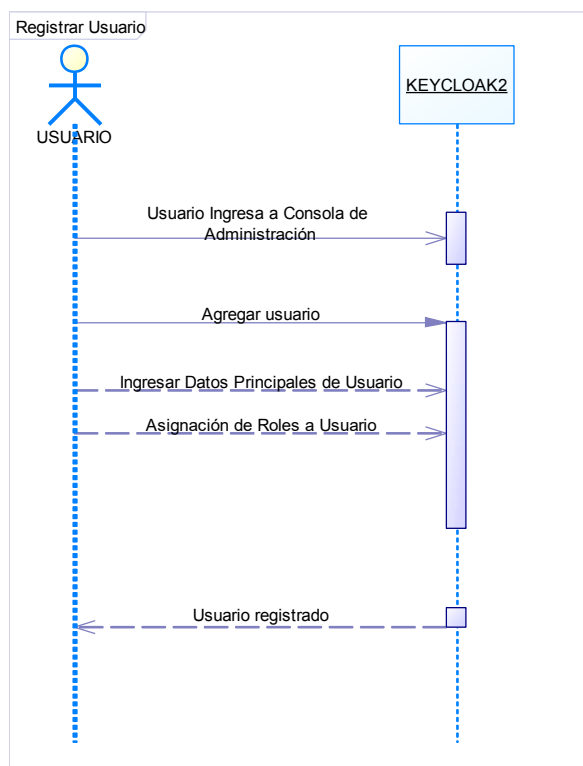 Registrar Usuario
USUARIO
KEYCLOAK2
Usuario Ingresa a Consola de
Administración
Agregar usuario
Ingresar Datos Principales de Usuario
Asignación de Roles a Usuario
Usuario registrado